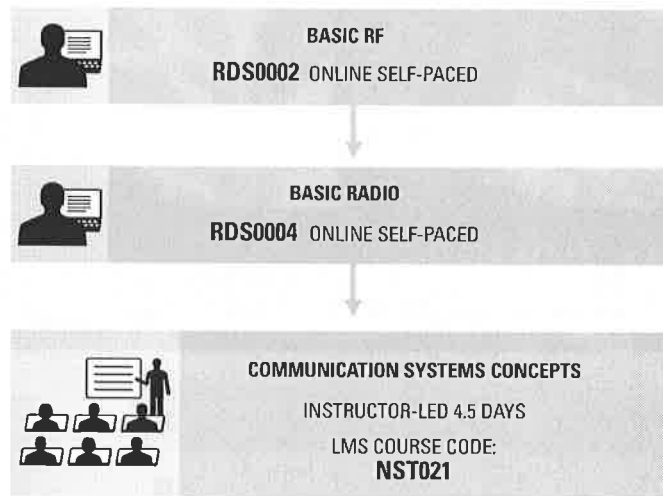 BASIC RF
RDS0002 ONLINE SELF-PACED
BASIC RADIO
RDS0004 ONLINE SELF-PACED
COMMUNICATION SYSTEMS CONCEPTS
INSTRUCTOR-LED 4.5 DAYS
LMS COURSE CODE:
NST021